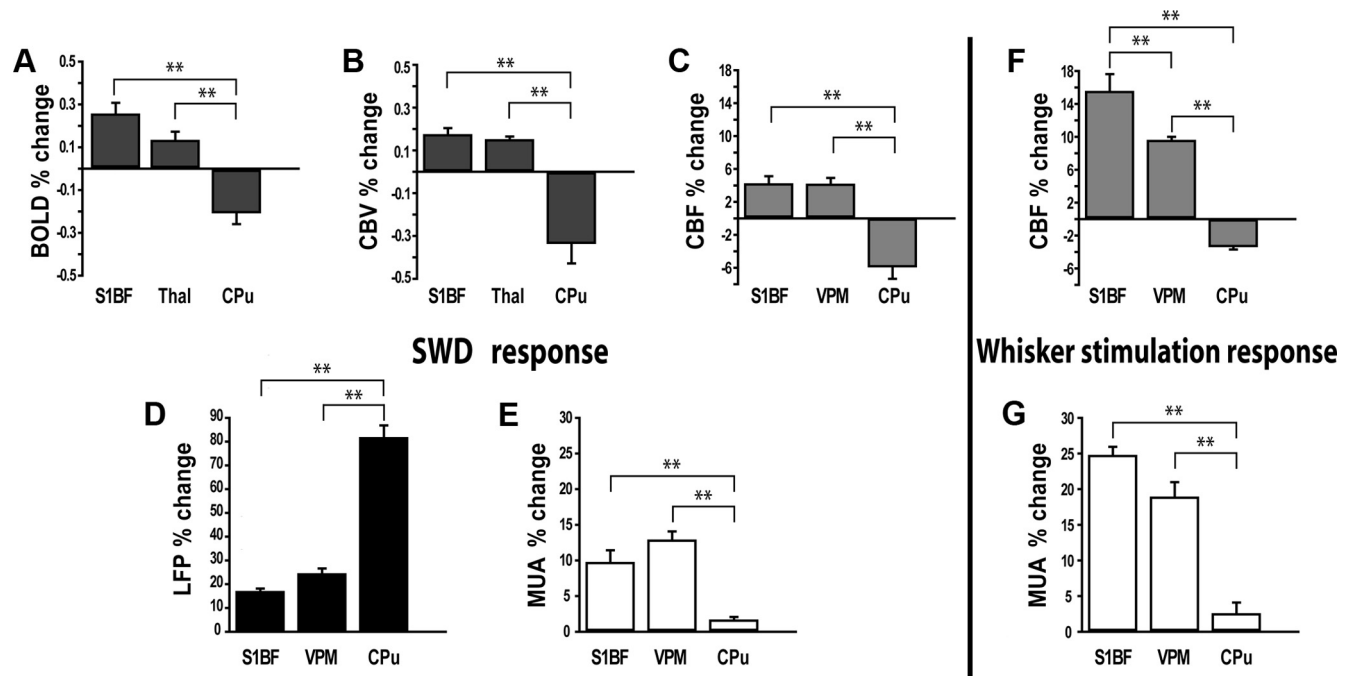 A
BOLD % change
0.5
0.3
0.1
-0.1
-0.3
-0.5
**
**
S1BF Thal CPu
B
CBV % change
0.5
0.3
0.1
-0.1
-0.3
-0.5
**
**
S1BF Thal CPu
C
CBF % change
18
14
10
6
2
-2
-6
**
**
S1BF VPM CPu
F
CBF % change
18
14
10
6
2
-2
-6
**
**
**
S1BF VPM CPu
SWD response
Whisker stimulation response
D
LFP % change
90
80
70
60
50
40
30
20
10
0
**
**
S1BF VPM CPu
E
MUA % change
30
25
20
15
10
5
0
**
**
S1BF VPM CPu
G
MUA % change
30
25
20
15
10
5
0
**
**
S1BF VPM CPu